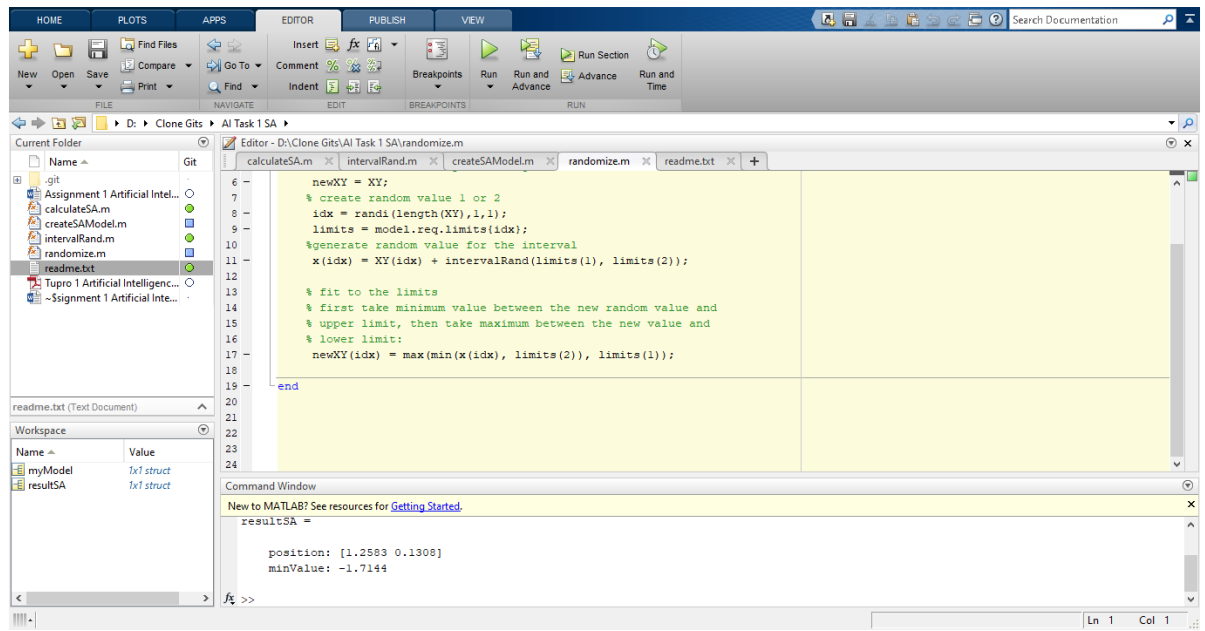 HOME PLOTS APPS EDITOR PUBLISH VIEW Search Documentation
Find Files Insert fx
Compare Go To Comment Run Section
New Open Save Print Find Indent Breakpoints Run Run and Advance Advance Run and Time
FILE NAVIGATE EDIT BREAKPOINTS RUN
D: Clone Gits AI Task 1 SA
Current Folder
Name Git
.git
Assignment 1 Artificial Intel...
calculateSA.m
createSAModel.m
intervalRand.m
randomize.m
readme.txt
Tupro 1 Artificial Intelligenc...
~$signment 1 Artificial Inte...
readme.txt (Text Document)
Workspace
Name Value
myModel 1x1 struct
resultSA 1x1 struct
Editor - D:\Clone Gits\AI Task 1 SA\randomize.m
calculateSA.m intervalRand.m createSAModel.m randomize.m readme.txt
6 newXY = XY;
7 % create random value 1 or 2
8 idx = randi(length(XY),1,1);
9 limits = model.req.limits{idx};
10 %generate random value for the interval
11 x(idx) = XY(idx) + intervalRand(limits(1), limits(2));
12
13 % fit to the limits
14 % first take minimum value between the new random value and
15 % upper limit, then take maximum between the new value and
16 % lower limit:
17 newXY(idx) = max(min(x(idx), limits(2)), limits(1));
18
19 end
20
21
22
23
24
Command Window
New to MATLAB? See resources for Getting Started.
resultSA =
position: [1.2583 0.1308]
minValue: -1.7144
fx >>
Ln 1 Col 1